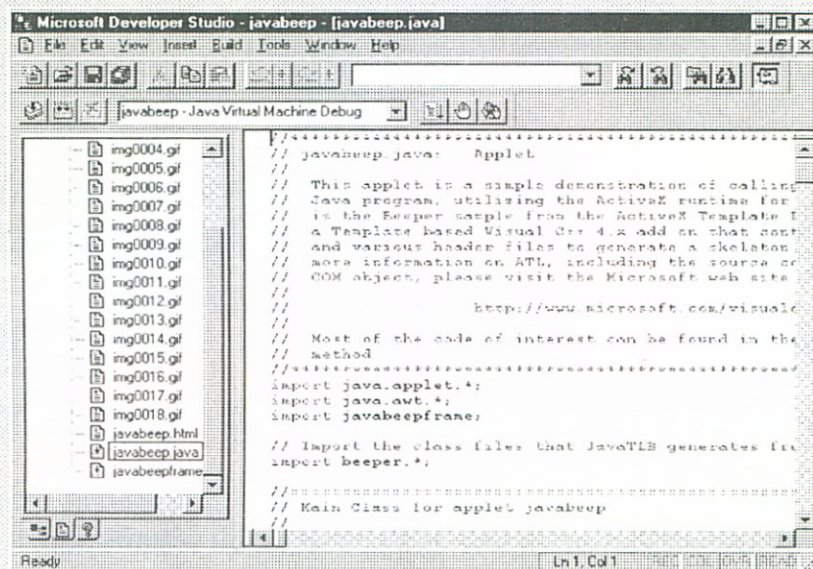 Microsoft Developer Studio - javabeep - [javabeep.java]
File Edit View Insert Build Tools Window Help
javabeep - Java Virtual Machine Debug
img0004.gif
img0005.gif
img0006.gif
img0007.gif
img0008.gif
img0009.gif
img0010.gif
img0011.gif
img0012.gif
img0013.gif
img0014.gif
img0015.gif
img0016.gif
img0017.gif
img0018.gif
javabeep.html
javabeep.java
javabeepframe
//******************************************************************
// javabeep.java: Applet
//
// This applet is a simple demonstration of calling
// Java program, utilizing the ActiveX runtime for
// is the Beeper sample from the ActiveX Template
// a Template based Visual C++ 4.x add on that
// and various header files to generate a skeleton
// more information on ATL, including the source
// COM object, please visit the Microsoft web site
//
// http://www.microsoft.com/visualc
//
// Most of the code of interest can be found in the
// method
//******************************************************************
import java.applet.*;
import java.awt.*;
import javabeepframe;
// Import the class files that JavaTLB generates
import beeper.*;
//==================================================================
// Main Class for applet javabeep
//
Ready
Ln 1, Col 1
REC COL OVR READ